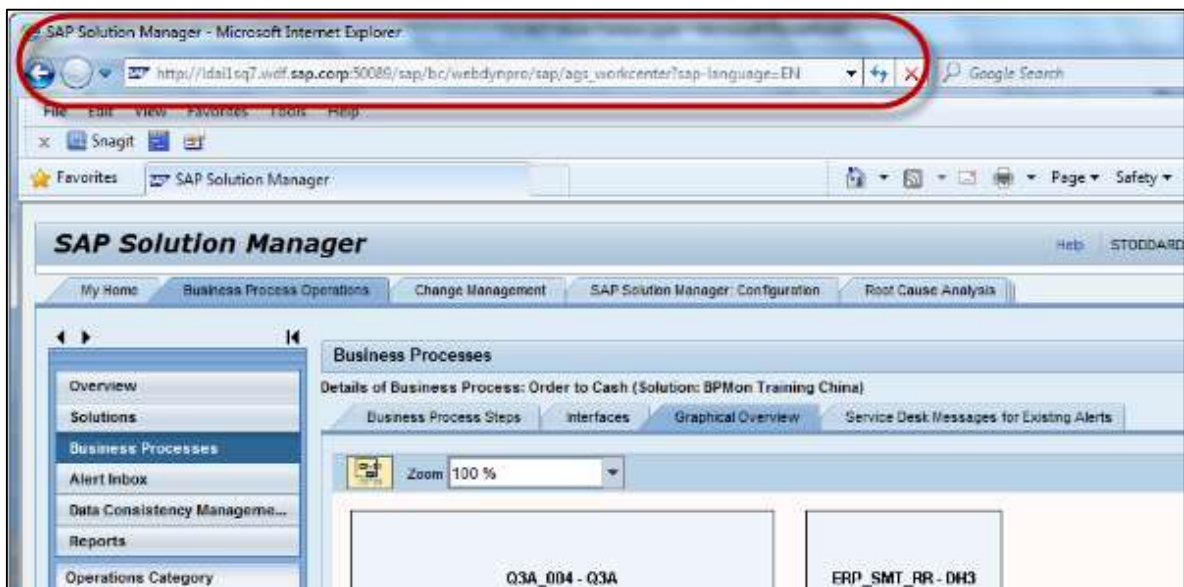 SAP Solution Manager - Microsoft Internet Explorer
http://ldai1sq7.wdf.sap.corp:50089/sap/bc/webdynpro/sap/ags_workcenter?sap-language=EN Google Search
File Edit View Favorites Tools Help
x Snagit
Favorites SAP Solution Manager Page Safety
SAP Solution Manager Help STODDARD
My Home Business Process Operations Change Management SAP Solution Manager: Configuration Root Cause Analysis
Business Processes
Overview
Details of Business Process: Order to Cash (Solution: BPMon Training China)
Solutions
Business Process Steps Interfaces Graphical Overview Service Desk Messages for Existing Alerts
Business Processes
Alert Inbox
Zoom 100 %
Data Consistency Manageme...
Reports
Operations Category
Q3A_004 - Q3A ERP_SMT_RR - DH3